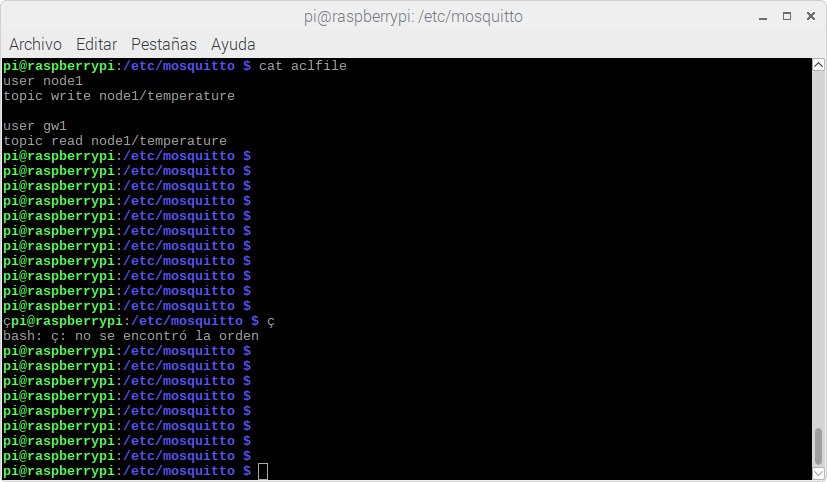 pi@raspberrypi: /etc/mosquitto
Archivo Editar Pestañas Ayuda
pi@raspberrypi:/etc/mosquitto $ cat aclfile
user node1
topic write node1/temperature

user gw1
topic read node1/temperature
pi@raspberrypi:/etc/mosquitto $
pi@raspberrypi:/etc/mosquitto $
pi@raspberrypi:/etc/mosquitto $
pi@raspberrypi:/etc/mosquitto $
pi@raspberrypi:/etc/mosquitto $
pi@raspberrypi:/etc/mosquitto $
pi@raspberrypi:/etc/mosquitto $
pi@raspberrypi:/etc/mosquitto $
pi@raspberrypi:/etc/mosquitto $
pi@raspberrypi:/etc/mosquitto $
pi@raspberrypi:/etc/mosquitto $
çpi@raspberrypi:/etc/mosquitto $ ç
bash: ç: no se encontró la orden
pi@raspberrypi:/etc/mosquitto $
pi@raspberrypi:/etc/mosquitto $
pi@raspberrypi:/etc/mosquitto $
pi@raspberrypi:/etc/mosquitto $
pi@raspberrypi:/etc/mosquitto $
pi@raspberrypi:/etc/mosquitto $
pi@raspberrypi:/etc/mosquitto $
pi@raspberrypi:/etc/mosquitto $
pi@raspberrypi:/etc/mosquitto $